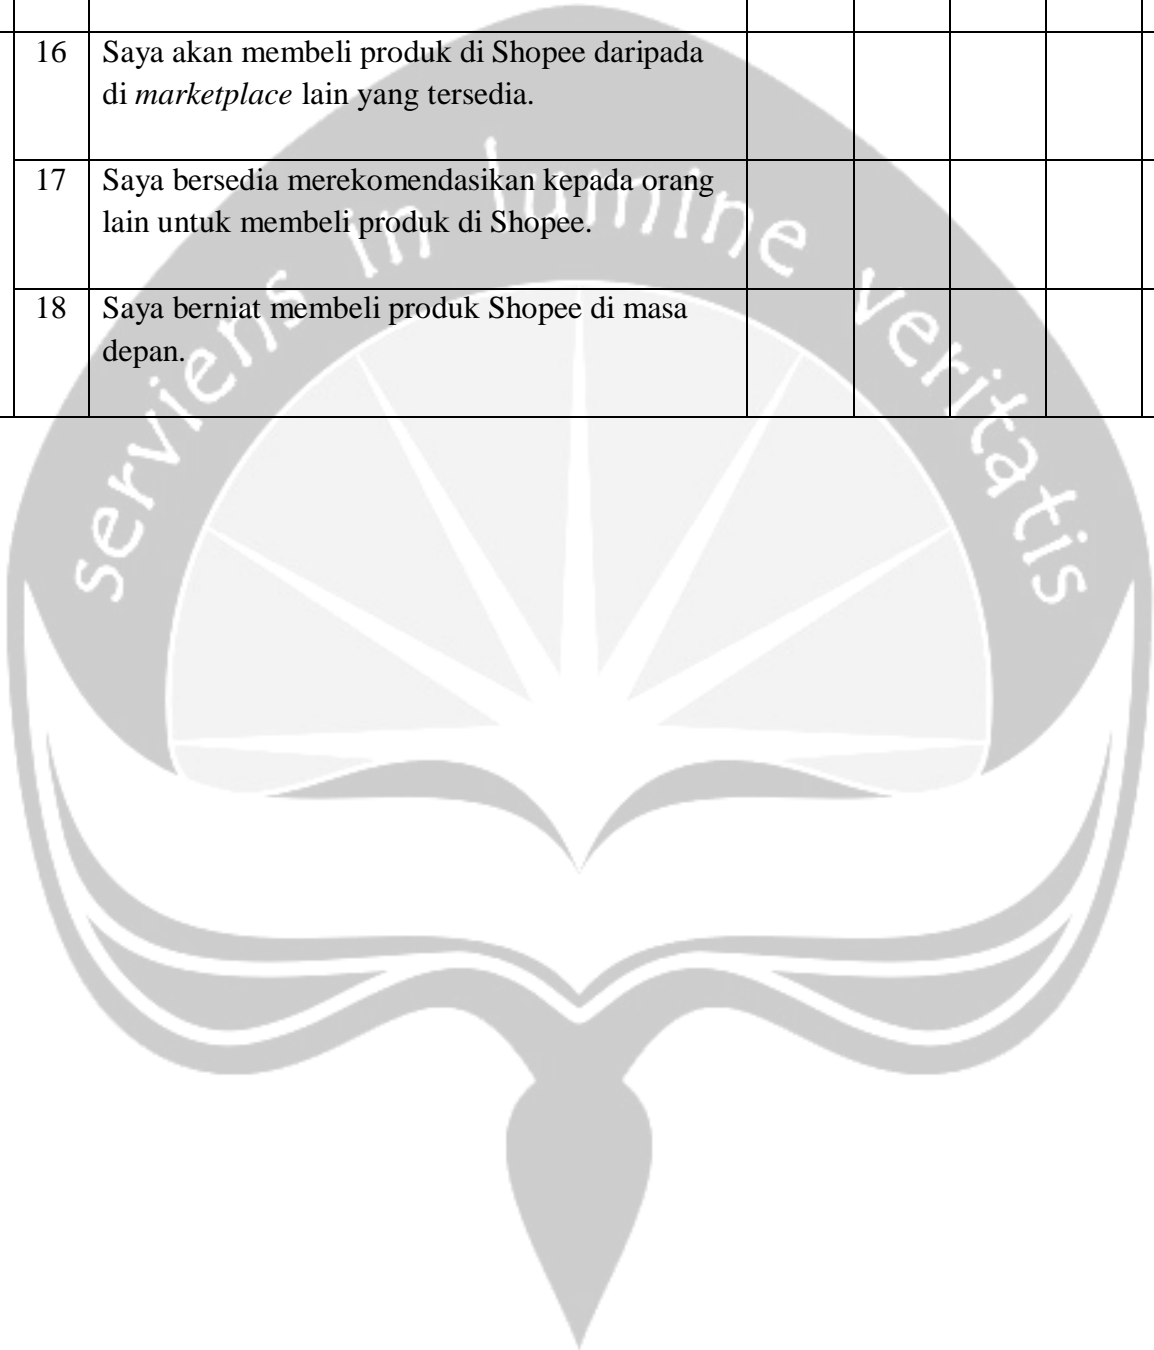 16 Saya akan membeli produk di Shopee daripada
di marketplace lain yang tersedia.
17 Saya bersedia merekomendasikan kepada orang
lain untuk membeli produk di Shopee.
18 Saya berniat membeli produk Shopee di masa
depan.
serviens in lumine veritatis